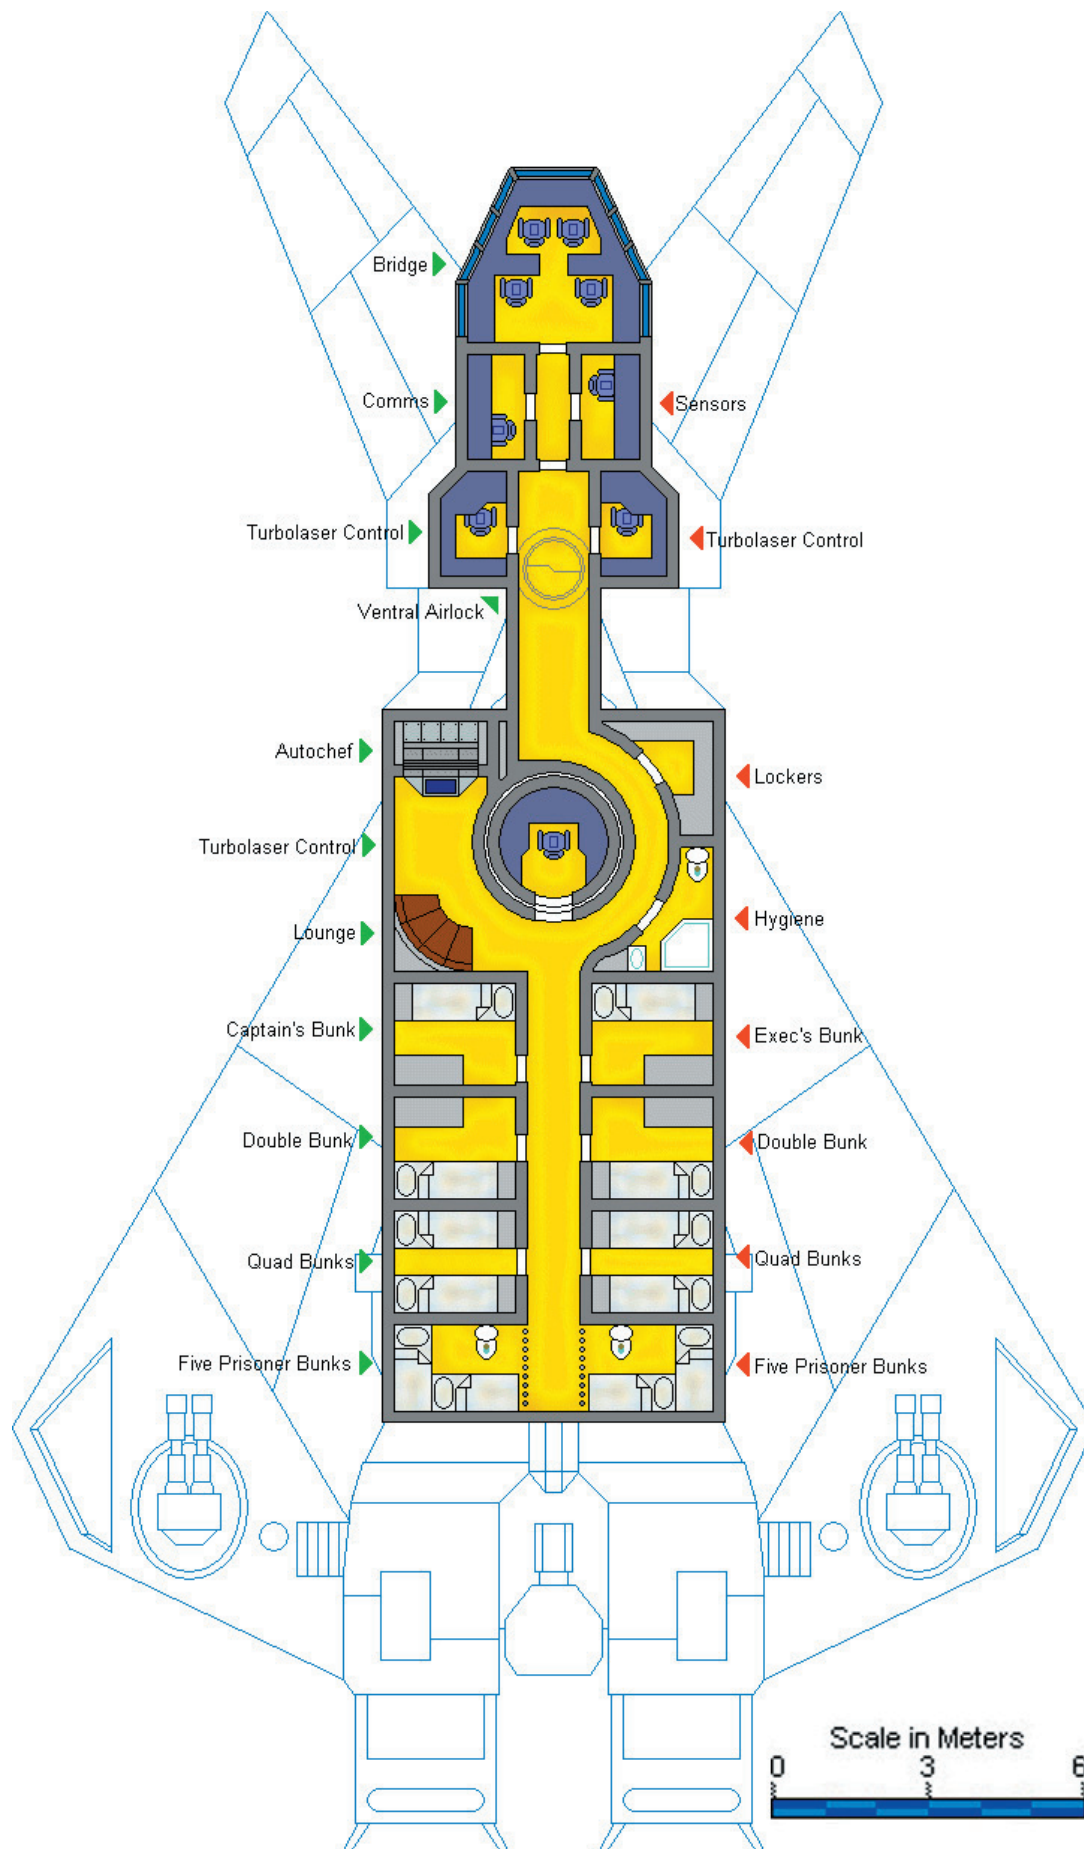 Bridge
Comms
Sensors
Turbolaser Control
Turbolaser Control
Ventral Airlock
Autochef
Lockers
Turbolaser Control
Lounge
Hygiene
Captain's Bunk
Exec's Bunk
Double Bunk
Double Bunk
Quad Bunks
Quad Bunks
Five Prisoner Bunks
Five Prisoner Bunks
Scale in Meters
0 3 6